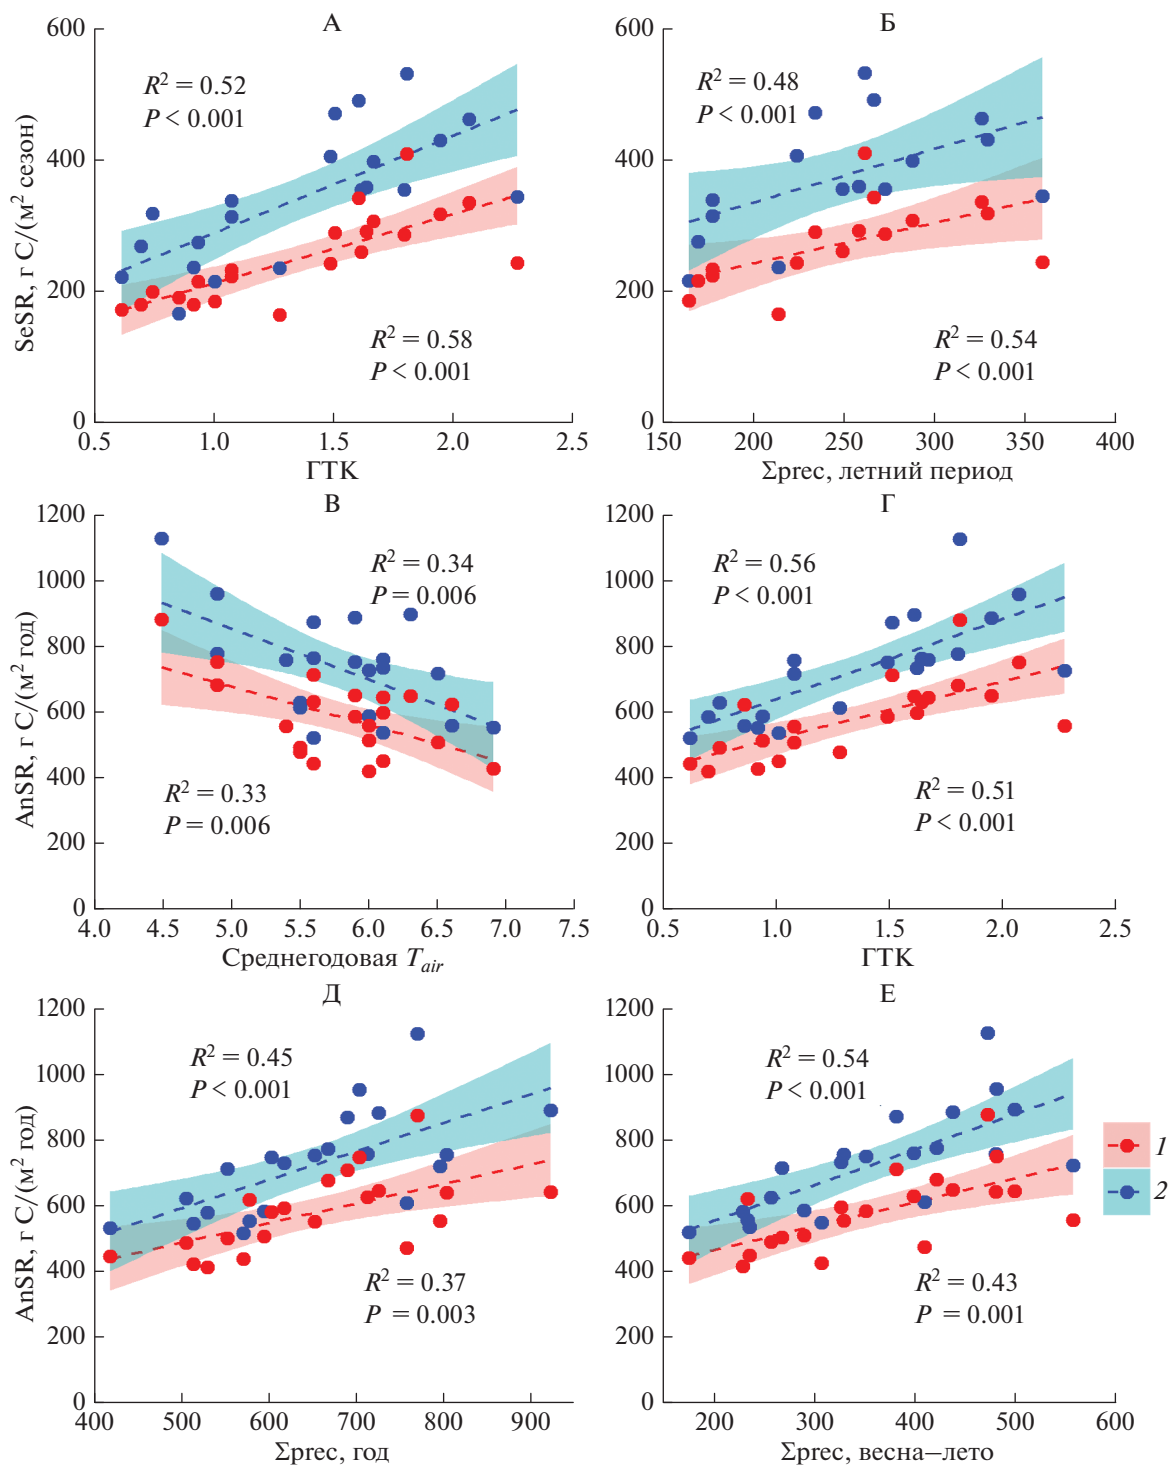 А
SeSR, г С/(м² сезон)
600
400
200
0
R² = 0.52
P < 0.001
R² = 0.58
P < 0.001
0.5 1.0 1.5 2.0 2.5
ГТК
Б
600
400
200
0
R² = 0.48
P < 0.001
R² = 0.54
P < 0.001
150 200 250 300 350 400
Σprec, летний период
В
AnSR, г С/(м² год)
1200
1000
800
600
400
200
0
R² = 0.34
P = 0.006
R² = 0.33
P = 0.006
4.0 4.5 5.0 5.5 6.0 6.5 7.0 7.5
Среднегодовая Tair
Г
1200
1000
800
600
400
200
0
R² = 0.56
P < 0.001
R² = 0.51
P < 0.001
0.5 1.0 1.5 2.0 2.5
ГТК
Д
AnSR, г С/(м² год)
1200
1000
800
600
400
200
0
R² = 0.45
P < 0.001
R² = 0.37
P = 0.003
400 500 600 700 800 900
Σprec, год
Е
1200
1000
800
600
400
200
0
R² = 0.54
P < 0.001
R² = 0.43
P = 0.001
200 300 400 500 600
Σprec, весна–лето
1
2